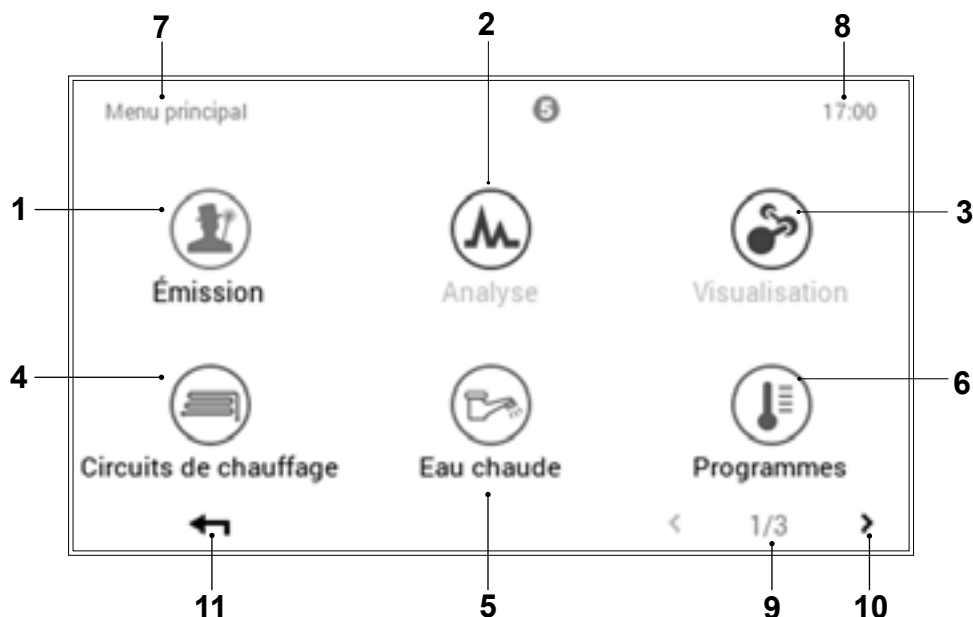 7 2 8
Menu principal 5 17:00
1 3
Émission Analyse Visualisation
4 6
Circuits de chauffage Eau chaude Programmes
< 1/3 >
11 5 9 10